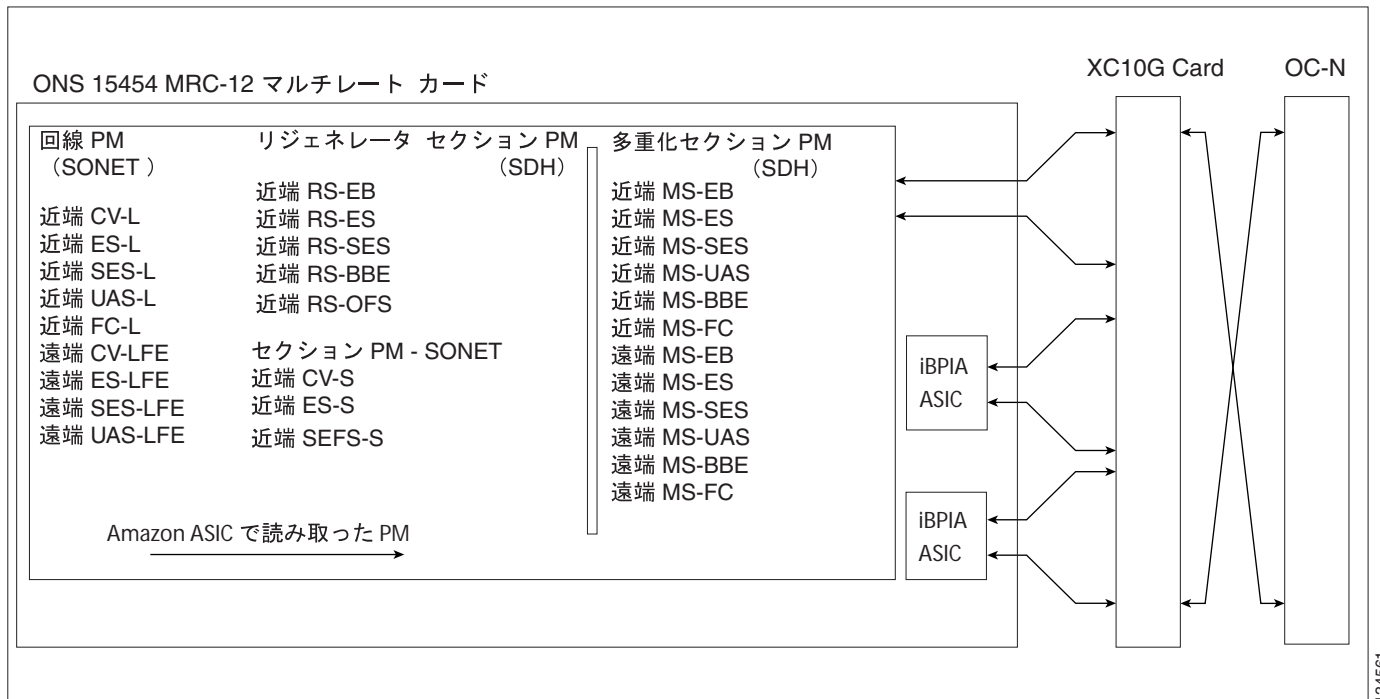 ONS 15454 MRC-12 マルチレート カード
XC10G Card
OC-N
回線 PM
（SONET ）
近端 CV-L
近端 ES-L
近端 SES-L
近端 UAS-L
近端 FC-L
遠端 CV-LFE
遠端 ES-LFE
遠端 SES-LFE
遠端 UAS-LFE
リジェネレータ セクション PM
（SDH）
近端 RS-EB
近端 RS-ES
近端 RS-SES
近端 RS-BBE
近端 RS-OFS
セクション PM - SONET
近端 CV-S
近端 ES-S
近端 SEFS-S
多重化セクション PM
（SDH）
近端 MS-EB
近端 MS-ES
近端 MS-SES
近端 MS-UAS
近端 MS-BBE
近端 MS-FC
遠端 MS-EB
遠端 MS-ES
遠端 MS-SES
遠端 MS-UAS
遠端 MS-BBE
遠端 MS-FC
Amazon ASIC で読み取った PM
iBPIA
ASIC
iBPIA
ASIC